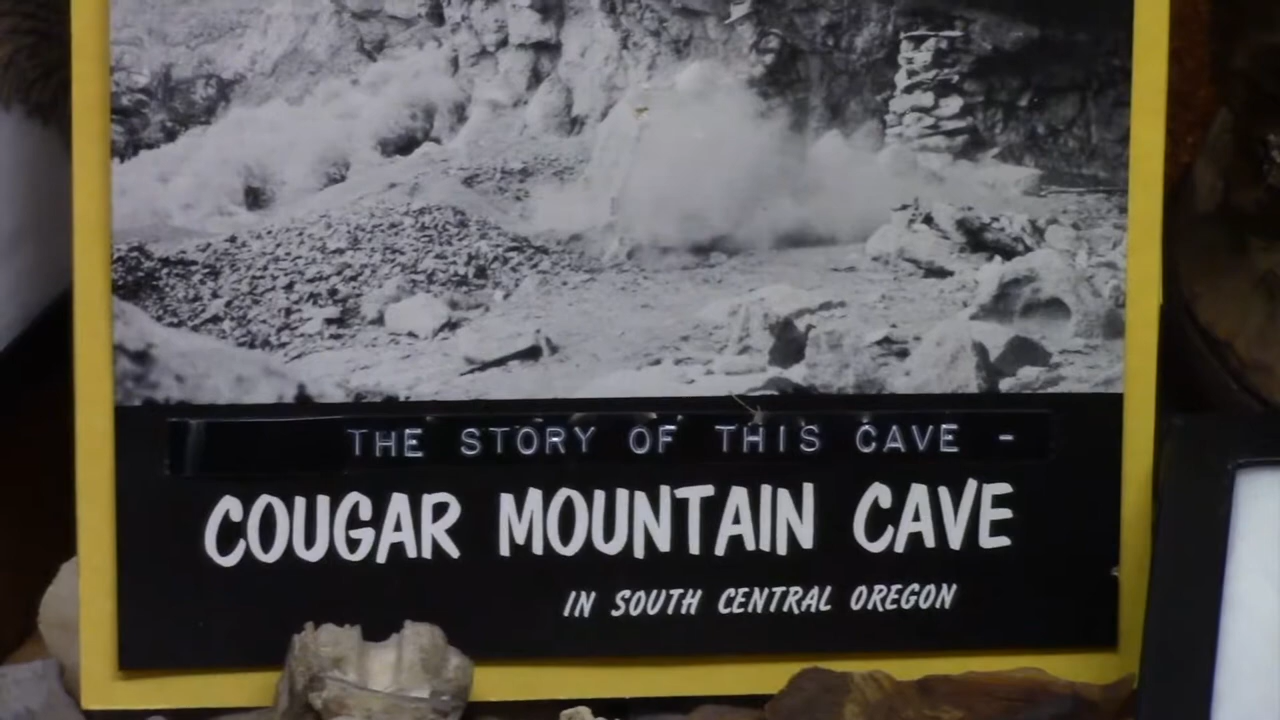 THE STORY OF THIS CAVE -
COUGAR MOUNTAIN CAVE
IN SOUTH CENTRAL OREGON